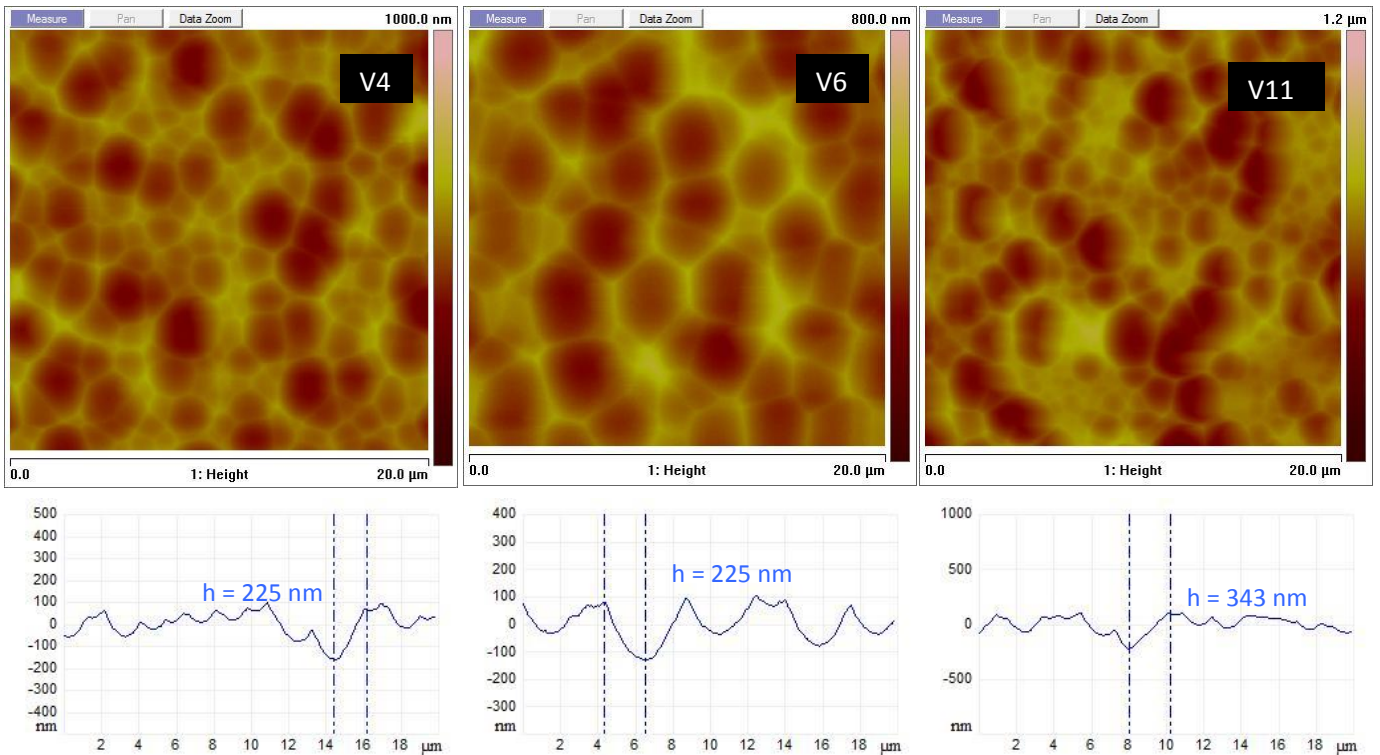 Measure Pan Data Zoom 1000.0 nm
V4
0.0 1: Height 20.0 µm
Measure Pan Data Zoom 800.0 nm
V6
0.0 1: Height 20.0 µm
Measure Pan Data Zoom 1.2 µm
V11
0.0 1: Height 20.0 µm
500
400
300
200
100
0
-100
-200
-300
-400
nm
h = 225 nm
2 4 6 8 10 12 14 16 18 µm
400
300
200
100
0
-100
-200
-300
nm
h = 225 nm
2 4 6 8 10 12 14 16 18 µm
1000
500
0
-500
nm
h = 343 nm
2 4 6 8 10 12 14 16 18 µm